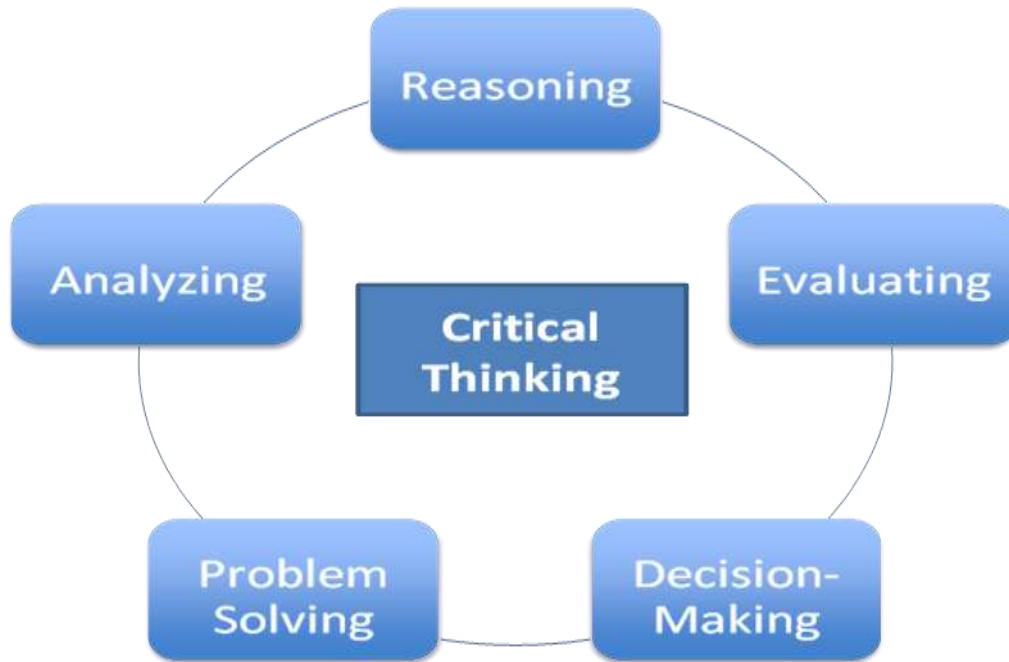 Reasoning
Analyzing
Evaluating
Critical
Thinking
Problem
Solving
Decision-
Making